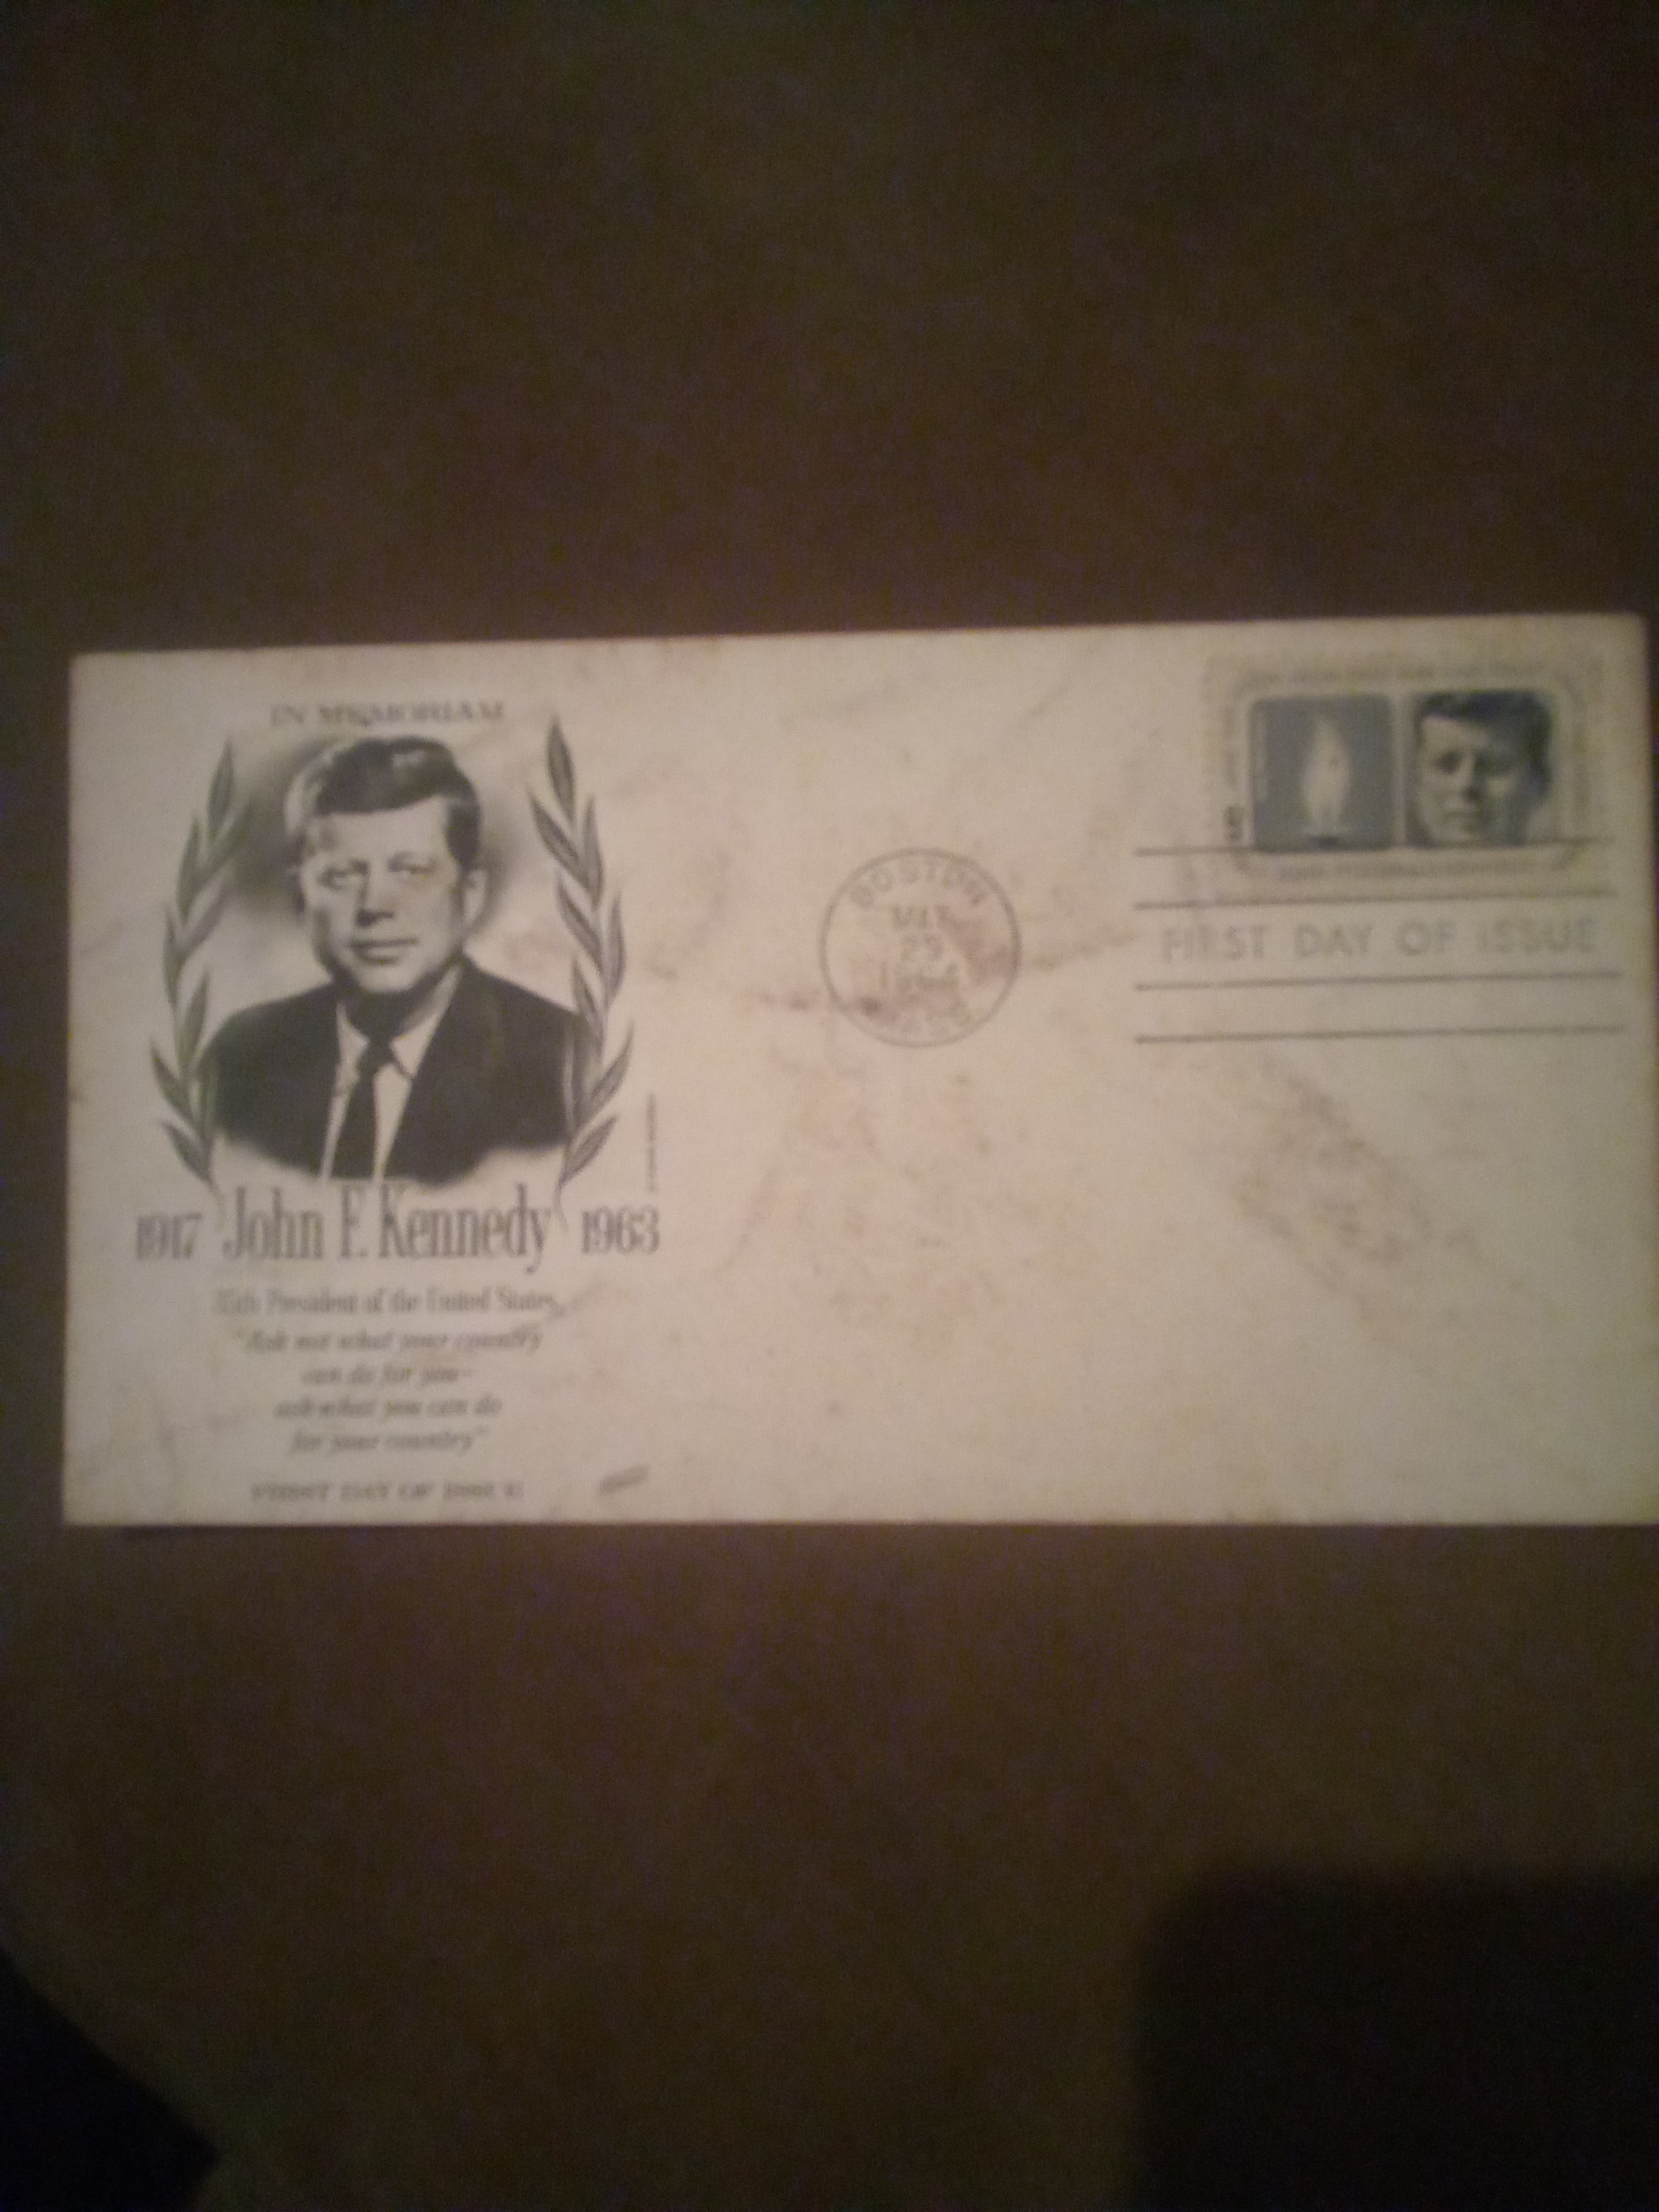 IN MEMORIAM
1917 John F. Kennedy 1963
35th President of the United States
"Ask not what your country
can do for you—
ask what you can do
for your country"
FIRST DAY OF ISSUE
BOSTON
MAY
29
1964
MASS.
5
FIRST DAY OF ISSUE